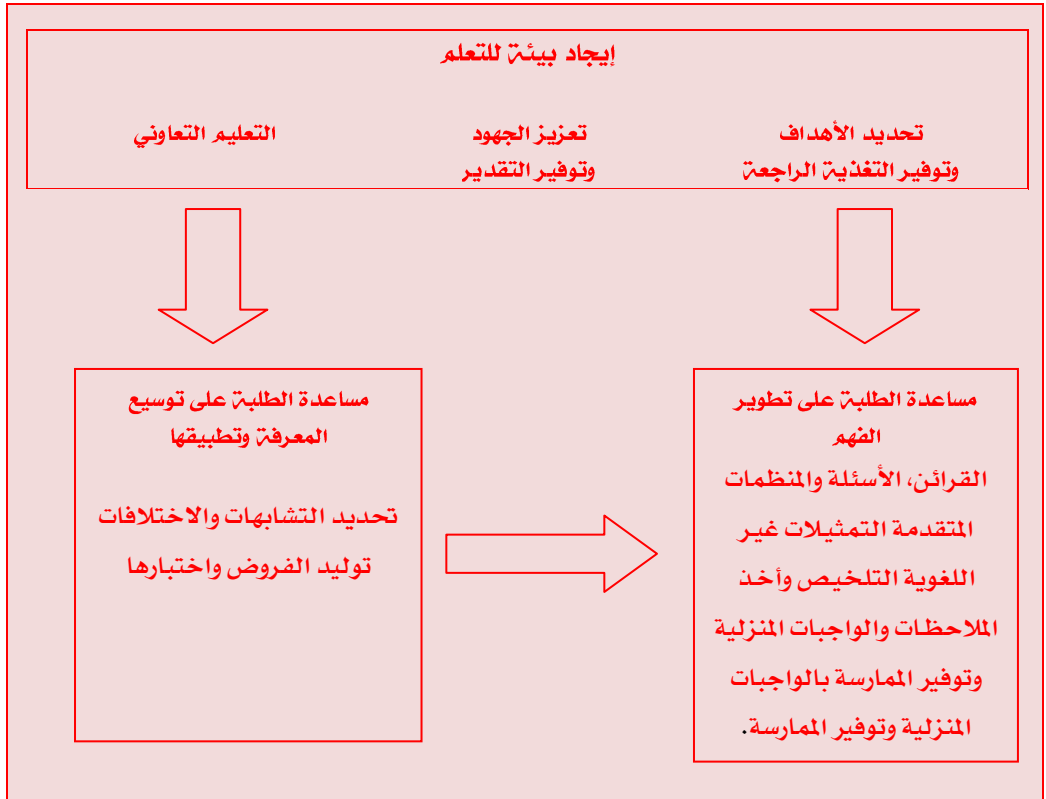 إيجاد بيئة للتعلم
تحديد الأهداف
وتوفير التغذية الراجعة
تعزيز الجهود
وتوفير التقدير
التعليم التعاوني
مساعدة الطلبة على تطوير
الفهم
القرائن، الأسئلة والمنظمات
المتقدمة التمثيلات غير
اللغوية التلخيص وأخذ
الملاحظات والواجبات المنزلية
وتوفير الممارسة بالواجبات
المنزلية وتوفير الممارسة.
مساعدة الطلبة على توسيع
المعرفة وتطبيقها
تحديد التشابهات والاختلافات
توليد الفروض واختبارها